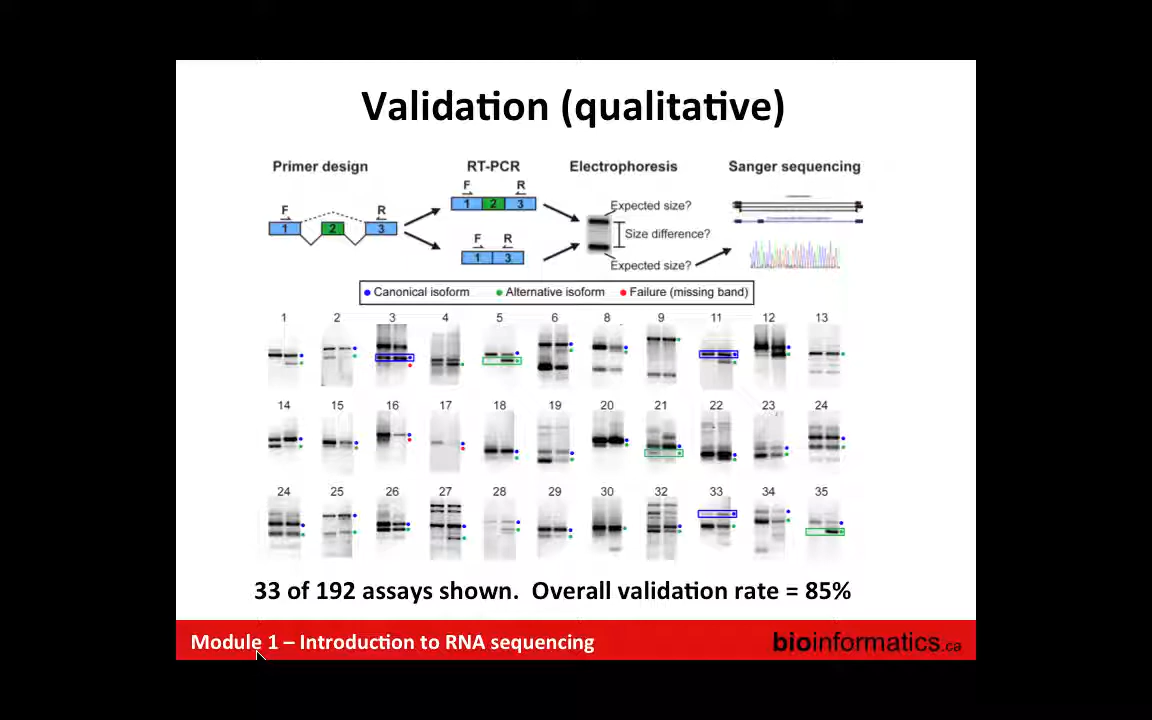 Validation (qualitative)
Primer design RT-PCR Electrophoresis Sanger sequencing
F R
1 2 3
F R
1 2 3
F R
1 3
Expected size?
Size difference?
Expected size?
Canonical isoform Alternative isoform Failure (missing band)
1 2 3 4 5 6 8 9 11 12 13
14 15 16 17 18 19 20 21 22 23 24
24 25 26 27 28 29 30 32 33 34 35
33 of 192 assays shown. Overall validation rate = 85%
Module 1 – Introduction to RNA sequencing
bioinformatics.ca